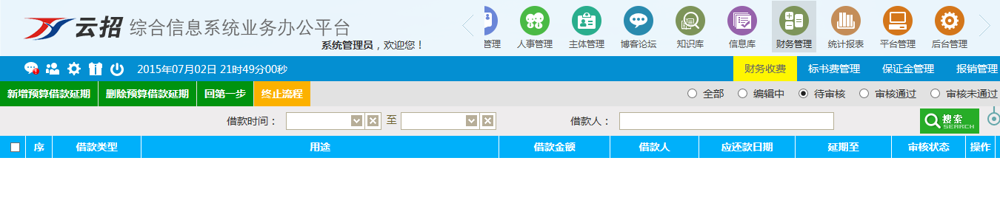 云招 综合信息系统业务办公平台
系统管理员，欢迎您！
管理 人事管理 主体管理 博客论坛 知识库 信息库 财务管理 统计报表 平台管理 后台管理
2015年07月02日 21时49分00秒 财务收费 标书费管理 保证金管理 报销管理
新增预算借款延期 删除预算借款延期 回第一步 终止流程 全部 编辑中 待审核 审核通过 审核未通过
借款时间： 至 借款人： 搜索
SEARCH
序 借款类型 用途 借款金额 借款人 应还款日期 延期至 审核状态 操作